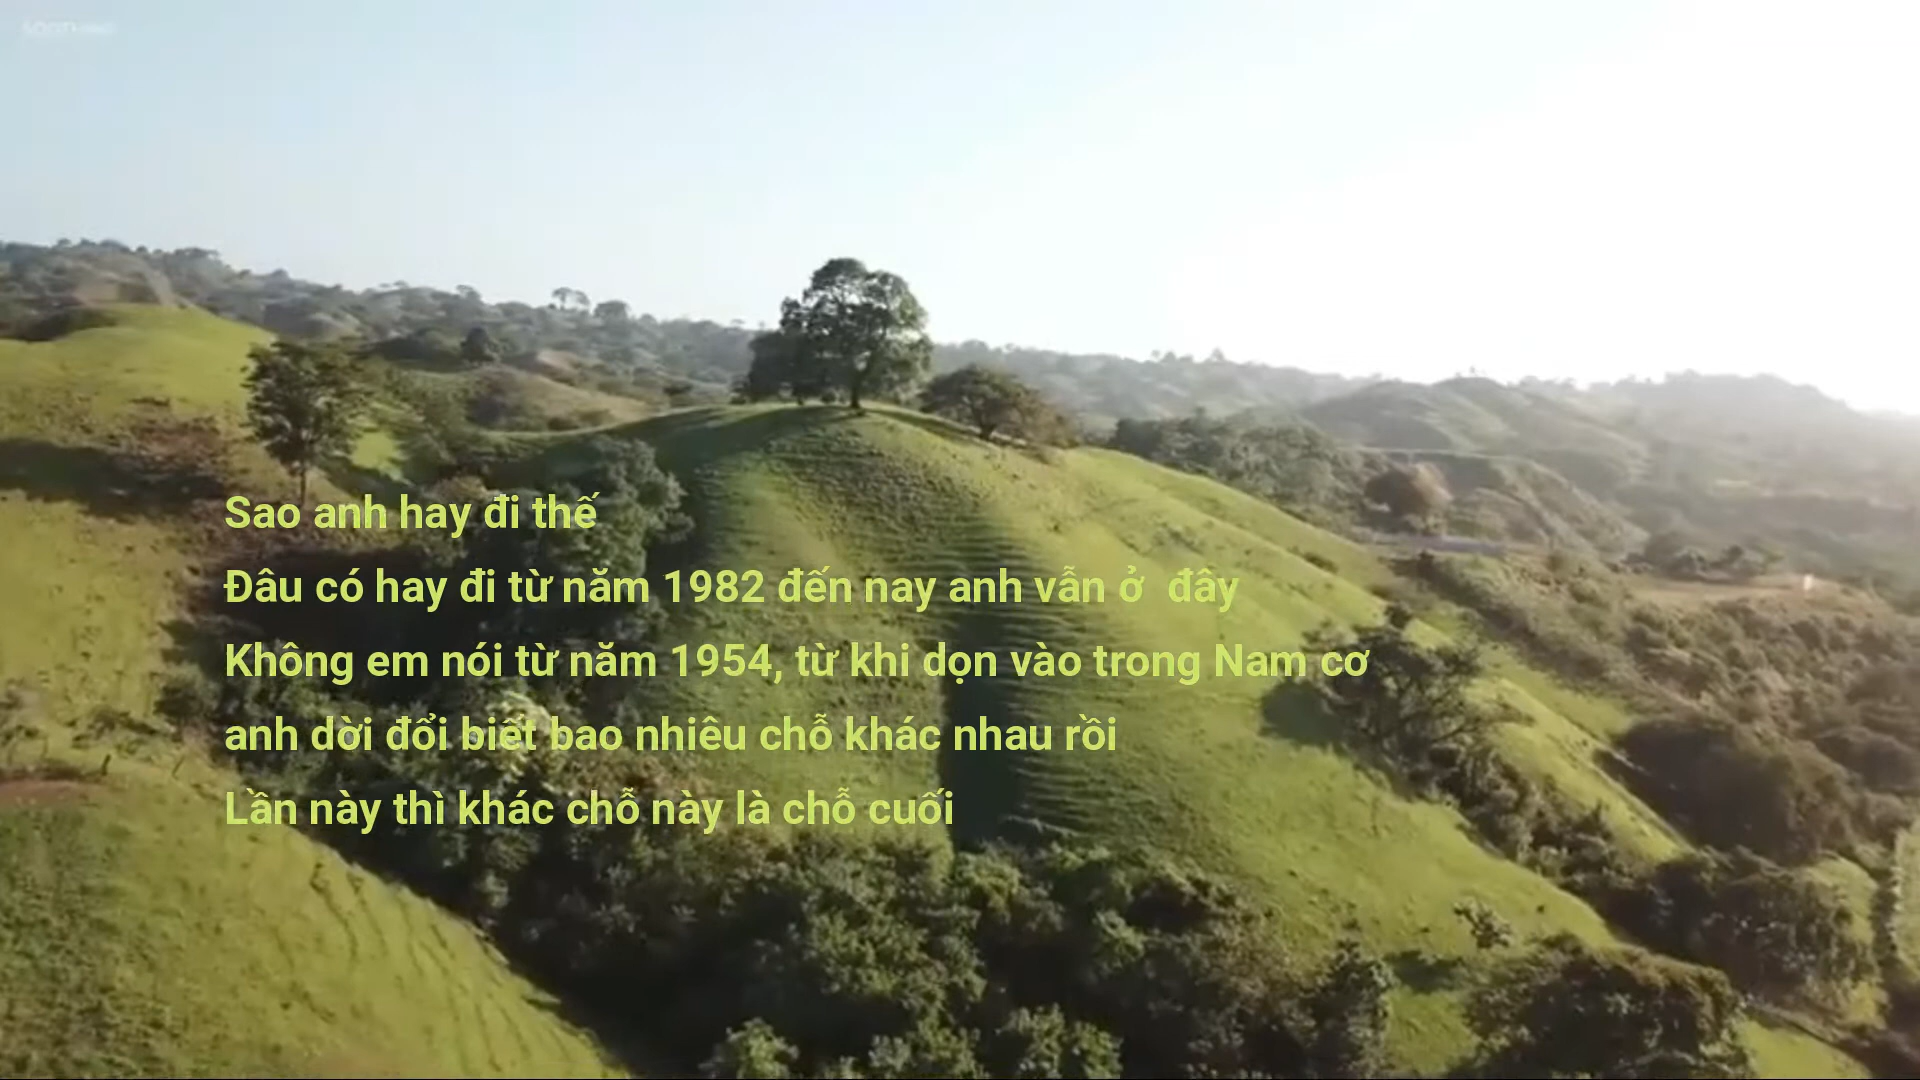 Sao anh hay đi thế
Đâu có hay đi từ năm 1982 đến nay anh vẫn ở  đây
Không em nói từ năm 1954, từ khi dọn vào trong Nam cơ
anh dời đổi biết bao nhiêu chỗ khác nhau rồi
Lần này thì khác chỗ này là chỗ cuối